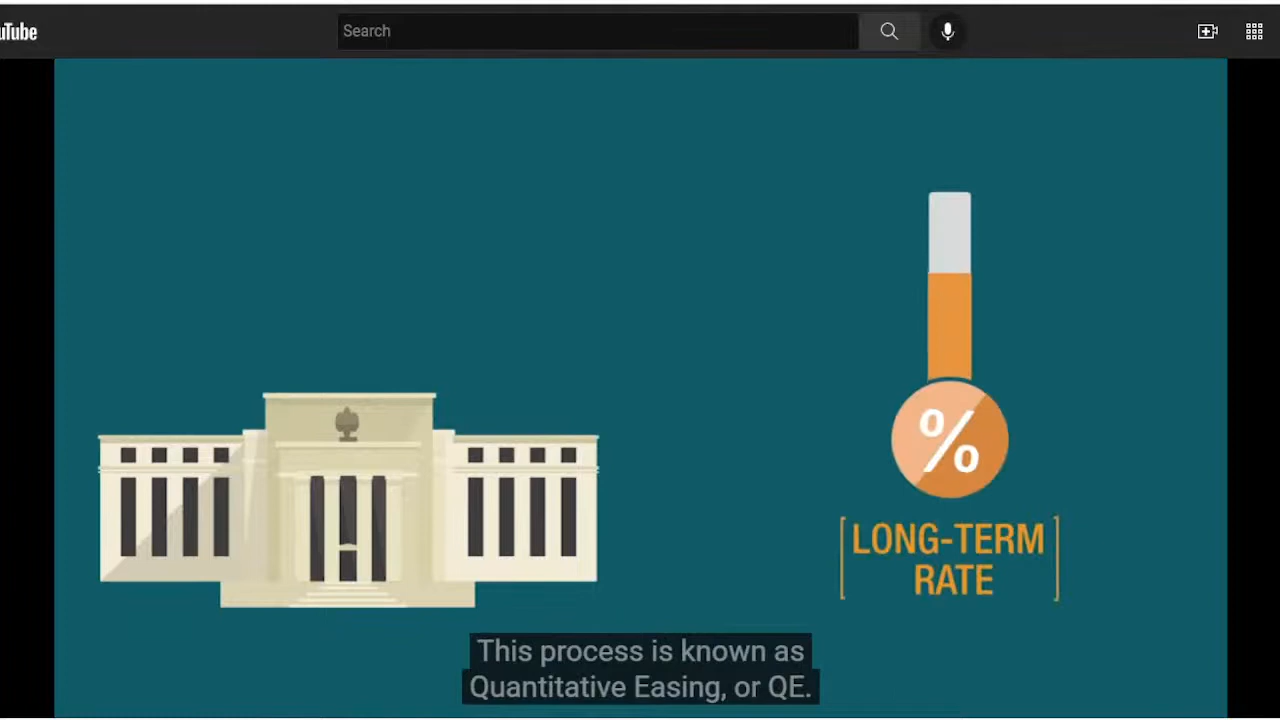 uTube
Search
%
LONG-TERM
RATE
This process is known as
Quantitative Easing, or QE.